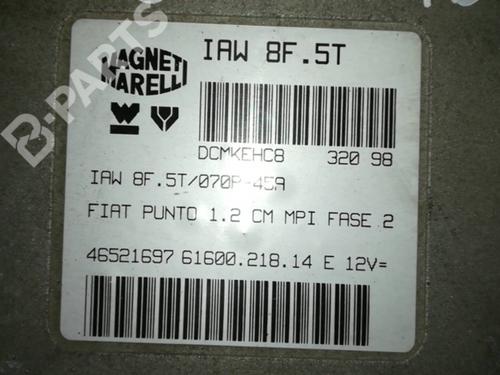 MAGNETI
MARELLI
IAW 8F.5T
DCMKEHC8 320 98
IAW 8F.5T/070P-45A
FIAT PUNTO 1.2 CM MPI FASE 2
46521697 61600.218.14 E 12V=
B-PARTS